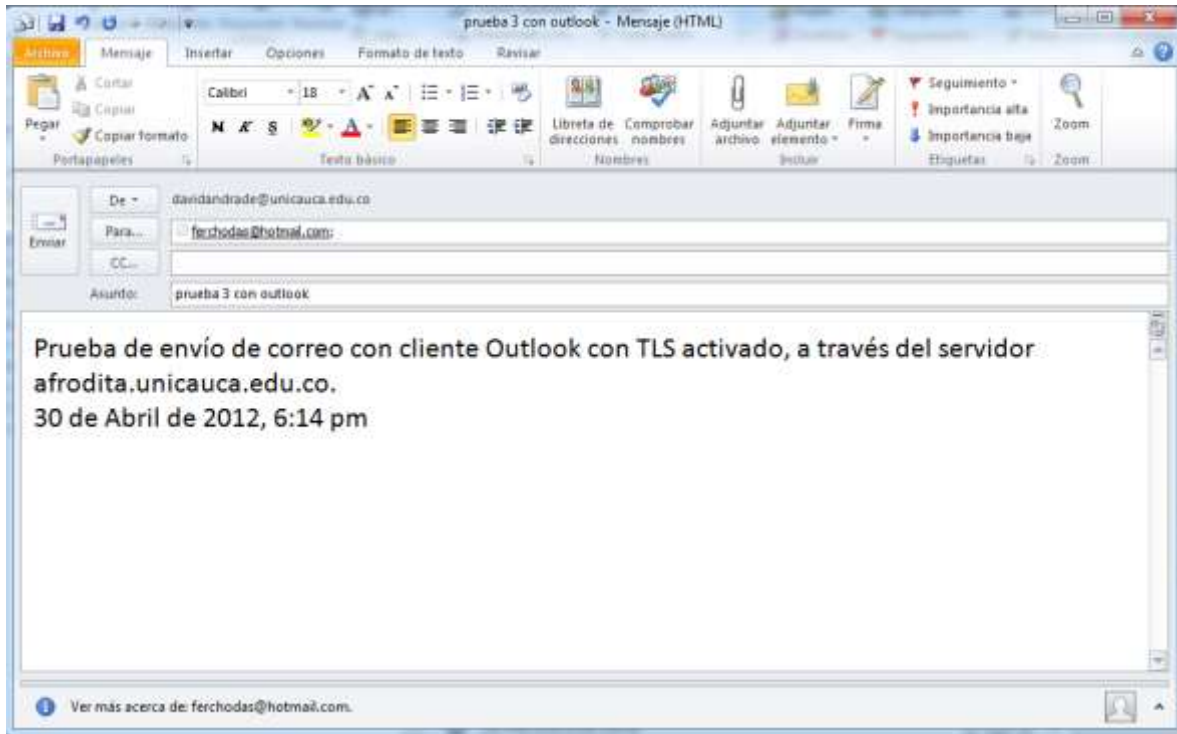 prueba 3 con outlook - Mensaje (HTML)
Archivo Mensaje Insertar Opciones Formato de texto Revisar
Pegar
Cortar
Copiar
Copiar formato
Portapapeles
Calibri 18
N K S
Texto básico
Libreta de direcciones
Comprobar nombres
Nombres
Adjuntar archivo
Adjuntar elemento
Firma
Incluir
Seguimiento
Importancia alta
Importancia baja
Etiquetas
Zoom
Zoom
Enviar
De davidandrade@unicauca.edu.co
Para... ferchodas@hotmail.com;
CC...
Asunto: prueba 3 con outlook
Prueba de envío de correo con cliente Outlook con TLS activado, a través del servidor
afrodita.unicauca.edu.co.
30 de Abril de 2012, 6:14 pm
Ver más acerca de: ferchodas@hotmail.com.